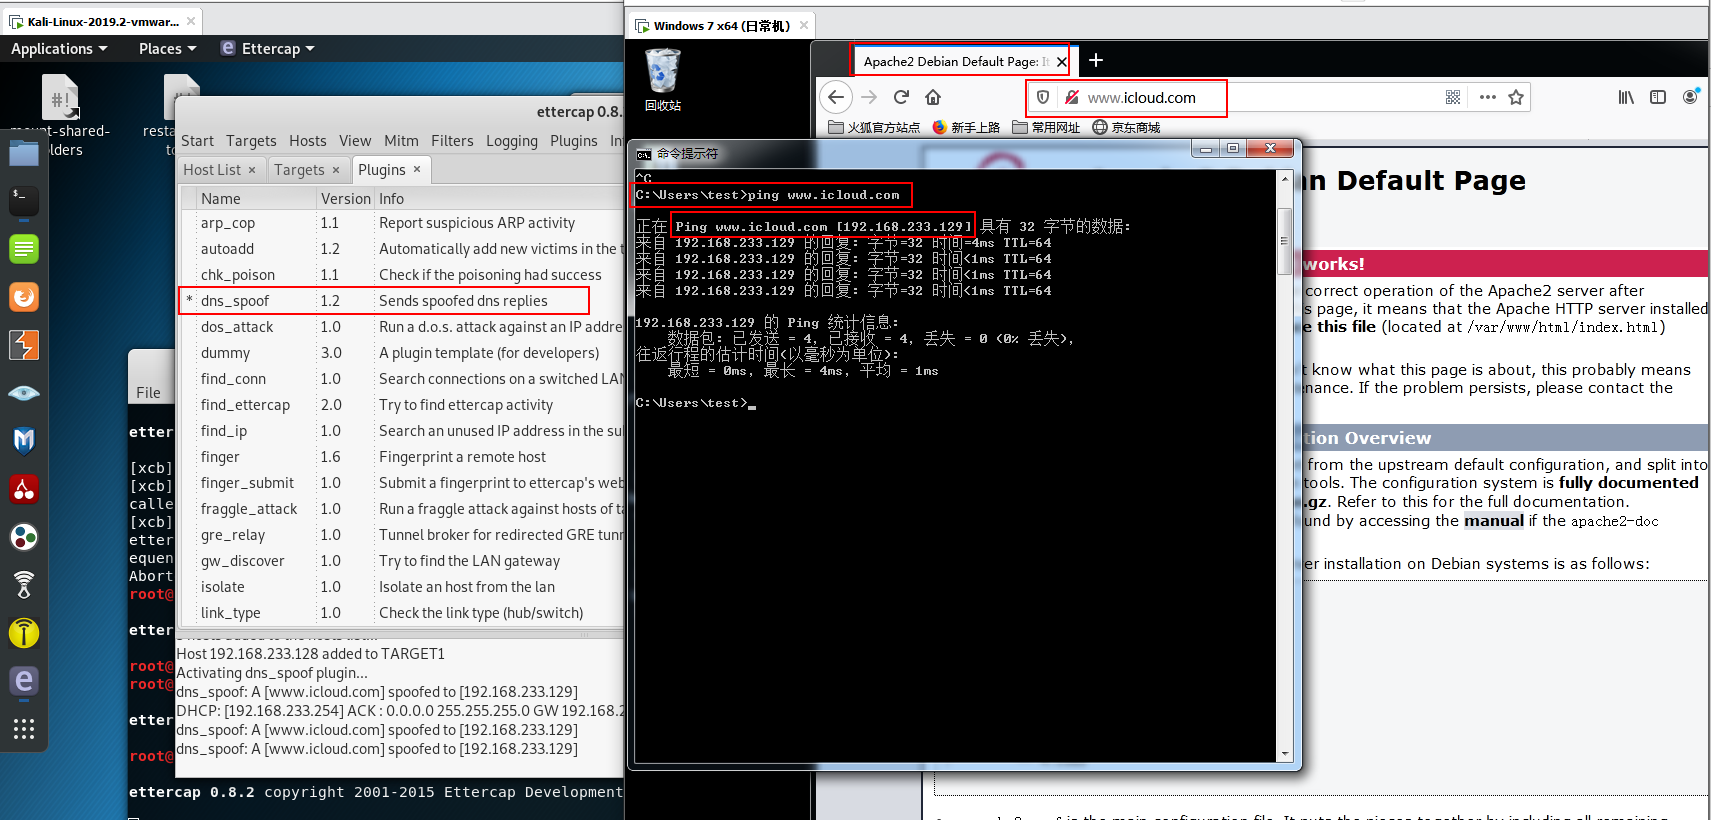 Kali-Linux-2019.2-vmwar...
Applications
Places
Ettercap
mount-shared-
resta
ettercap 0.8.
Start Targets Hosts View Mitm Filters Logging Plugins
Host List
Targets
Plugins
Name Version Info
arp_cop 1.1 Report suspicious ARP activity
autoadd 1.2 Automatically add new victims in the t
chk_poison 1.1 Check if the poisoning had success
* dns_spoof 1.2 Sends spoofed dns replies
dos_attack 1.0 Run a d.o.s. attack against an IP addre
dummy 3.0 A plugin template (for developers)
find_conn 1.0 Search connections on a switched LAN
find_ettercap 2.0 Try to find ettercap activity
find_ip 1.0 Search an unused IP address in the su
finger 1.6 Fingerprint a remote host
finger_submit 1.0 Submit a fingerprint to ettercap's web
fraggle_attack 1.0 Run a fraggle attack against hosts of ta
gre_relay 1.0 Tunnel broker for redirected GRE tunn
gw_discover 1.0 Try to find the LAN gateway
isolate 1.0 Isolate an host from the lan
link_type 1.0 Check the link type (hub/switch)
Host 192.168.233.128 added to TARGET1
Activating dns_spoof plugin...
dns_spoof: A [www.icloud.com] spoofed to [192.168.233.129]
DHCP: [192.168.233.254] ACK : 0.0.0.0 255.255.255.0 GW 192.168.2
dns_spoof: A [www.icloud.com] spoofed to [192.168.233.129]
dns_spoof: A [www.icloud.com] spoofed to [192.168.233.129]
File
etter
[xcb]
[xcb]
calle
[xcb]
etter
equen
Abort
root@
etter
root@
root@
etter
root@
ettercap 0.8.2 copyright 2001-2015 Ettercap Development
Windows 7 x64 (日常机)
回收站
Apache2 Debian Default Page: It
www.icloud.com
火狐官方站点 新手上路 常用网址 京东商城
命令提示符
^C
C:\Users\test>ping www.icloud.com
正在 Ping www.icloud.com [192.168.233.129] 具有 32 字节的数据:
来自 192.168.233.129 的回复: 字节=32 时间=4ms TTL=64
来自 192.168.233.129 的回复: 字节=32 时间<1ms TTL=64
来自 192.168.233.129 的回复: 字节=32 时间<1ms TTL=64
来自 192.168.233.129 的回复: 字节=32 时间<1ms TTL=64
192.168.233.129 的 Ping 统计信息:
数据包: 已发送 = 4, 已接收 = 4, 丢失 = 0 (0% 丢失),
往返行程的估计时间(以毫秒为单位):
最短 = 0ms, 最长 = 4ms, 平均 = 1ms
C:\Users\test>
n Default Page
works!
correct operation of the Apache2 server after
s page, it means that the Apache HTTP server installed
e this file (located at /var/www/html/index.html)
t know what this page is about, this probably means
nance. If the problem persists, please contact the
tion Overview
from the upstream default configuration, and split into
tools. The configuration system is fully documented
.gz. Refer to this for the full documentation.
und by accessing the manual if the apache2-doc
er installation on Debian systems is as follows: